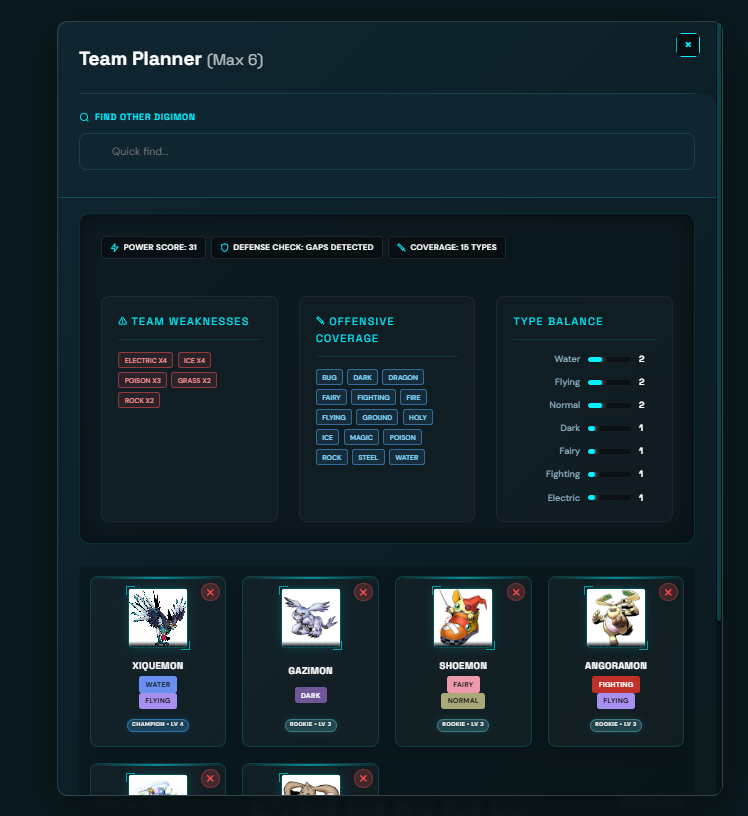 Team Planner (Max 6)
FIND OTHER DIGIMON
Quick find...
POWER SCORE: 31
DEFENSE CHECK: GAPS DETECTED
COVERAGE: 15 TYPES
TEAM WEAKNESSES
ELECTRIC X4 ICE X4
POISON X3 GRASS X2
ROCK X2
OFFENSIVE
COVERAGE
BUG DARK DRAGON
FAIRY FIGHTING FIRE
FLYING GROUND HOLY
ICE MAGIC POISON
ROCK STEEL WATER
TYPE BALANCE
Water 2
Flying 2
Normal 2
Dark 1
Fairy 1
Fighting 1
Electric 1
XIQUEMON
WATER
FLYING
CHAMPION • LV 4
GAZIMON
DARK
ROOKIE • LV 3
SHOEMON
FAIRY
NORMAL
ROOKIE • LV 3
ANGORAMON
FIGHTING
FLYING
ROOKIE • LV 3